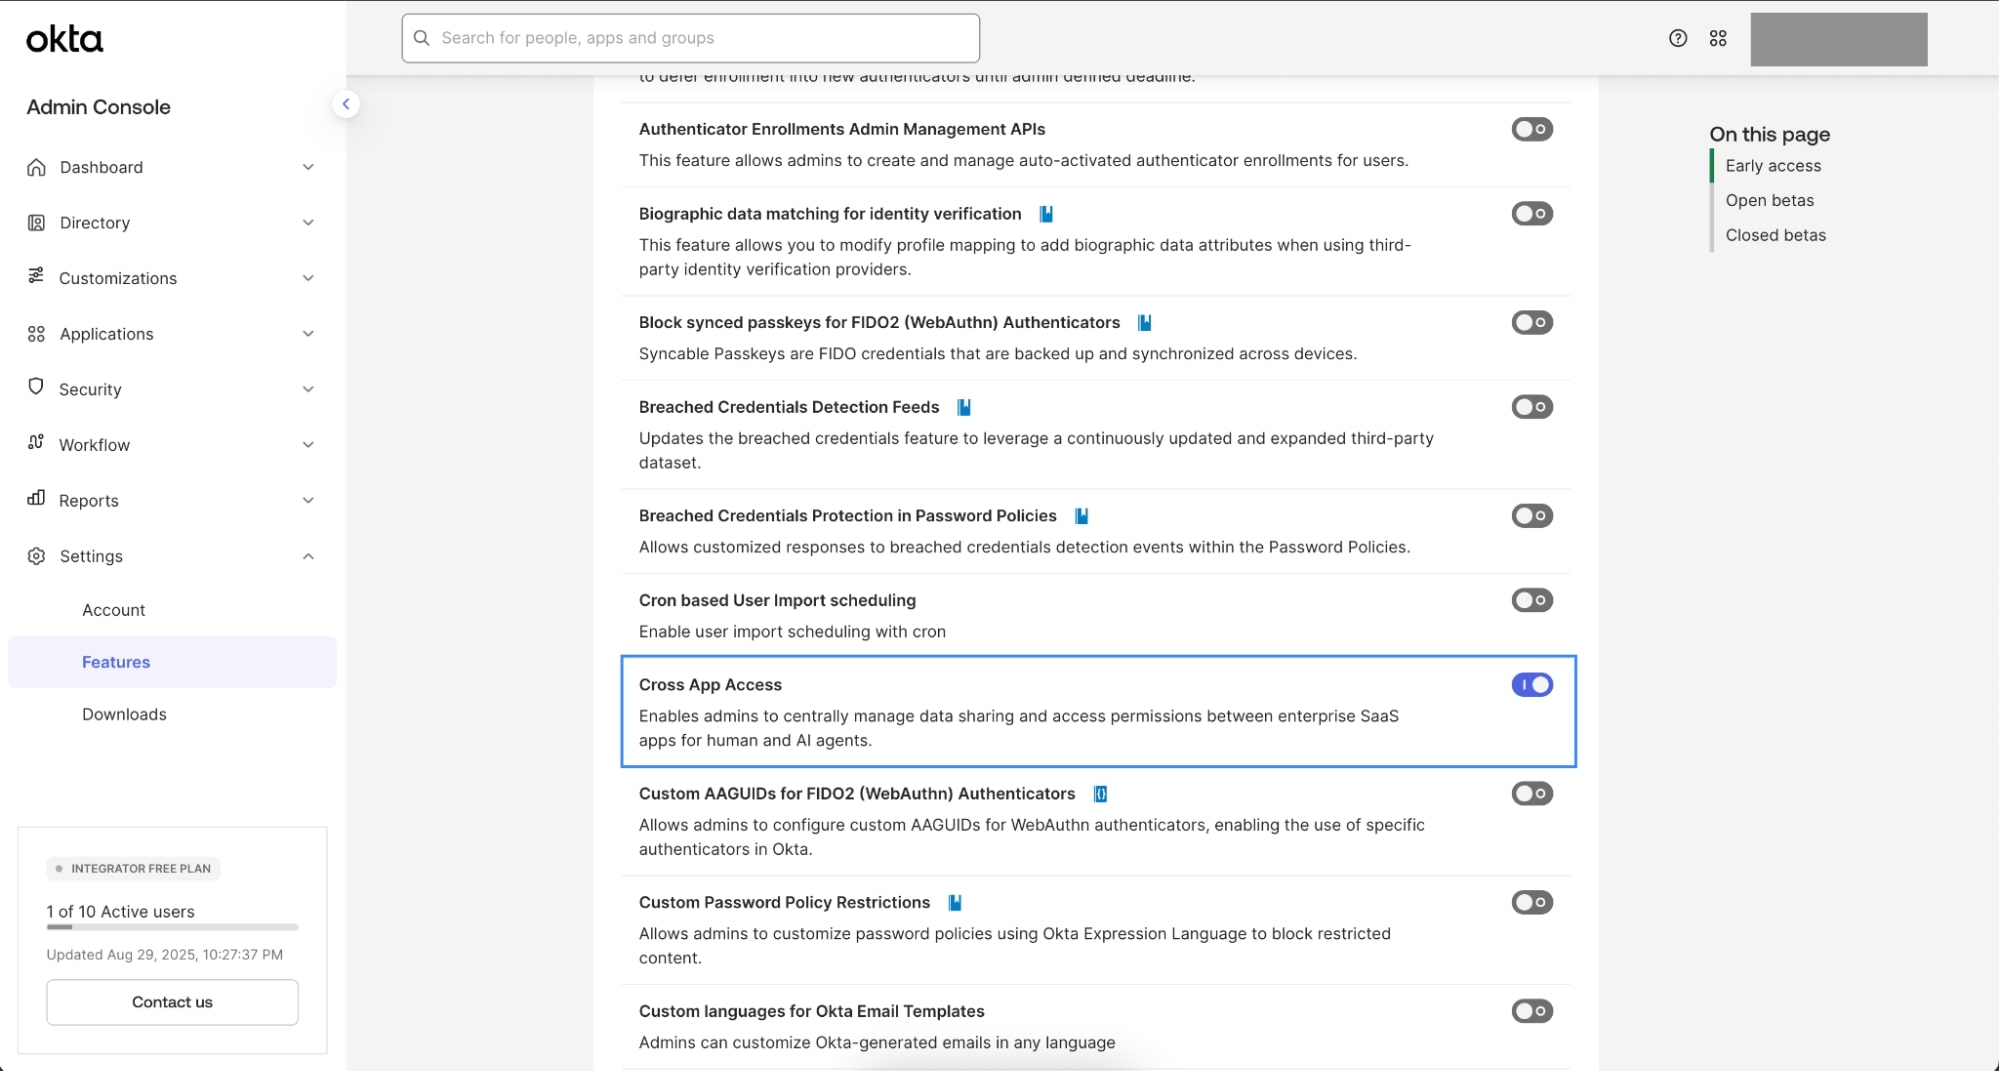 okta
Search for people, apps and groups
Admin Console
Dashboard
Directory
Customizations
Applications
Security
Workflow
Reports
Settings
Account
Features
Downloads
INTEGRATOR FREE PLAN
1 of 10 Active users
Updated Aug 29, 2025, 10:27:37 PM
Contact us
to defer enrollment into new authenticators until admin defined deadline.
Authenticator Enrollments Admin Management APIs
This feature allows admins to create and manage auto-activated authenticator enrollments for users.
Biographic data matching for identity verification
This feature allows you to modify profile mapping to add biographic data attributes when using third-
party identity verification providers.
Block synced passkeys for FIDO2 (WebAuthn) Authenticators
Syncable Passkeys are FIDO credentials that are backed up and synchronized across devices.
Breached Credentials Detection Feeds
Updates the breached credentials feature to leverage a continuously updated and expanded third-party
dataset.
Breached Credentials Protection in Password Policies
Allows customized responses to breached credentials detection events within the Password Policies.
Cron based User Import scheduling
Enable user import scheduling with cron
Cross App Access
Enables admins to centrally manage data sharing and access permissions between enterprise SaaS
apps for human and AI agents.
Custom AAGUIDs for FIDO2 (WebAuthn) Authenticators
Allows admins to configure custom AAGUIDs for WebAuthn authenticators, enabling the use of specific
authenticators in Okta.
Custom Password Policy Restrictions
Allows admins to customize password policies using Okta Expression Language to block restricted
content.
Custom languages for Okta Email Templates
Admins can customize Okta-generated emails in any language
On this page
Early access
Open betas
Closed betas